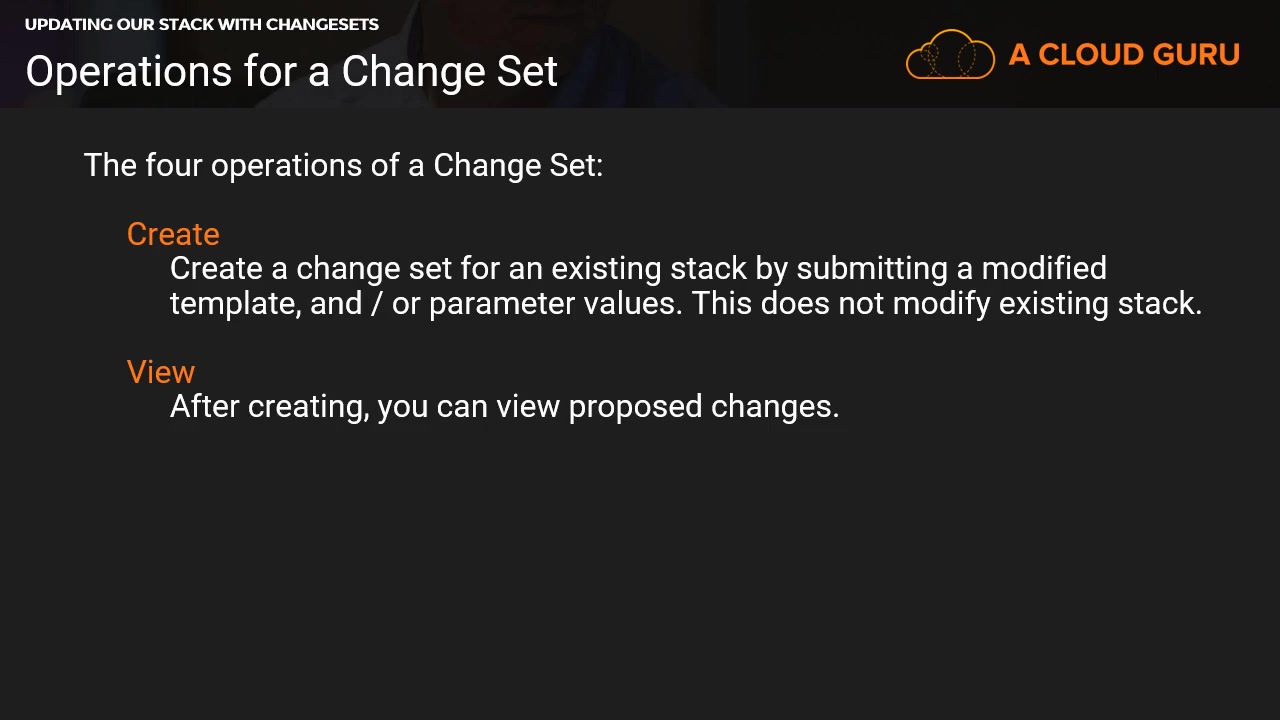 UPDATING OUR STACK WITH CHANGESETS
Operations for a Change Set
A CLOUD GURU
The four operations of a Change Set:
Create
Create a change set for an existing stack by submitting a modified
template, and / or parameter values. This does not modify existing stack.
View
After creating, you can view proposed changes.